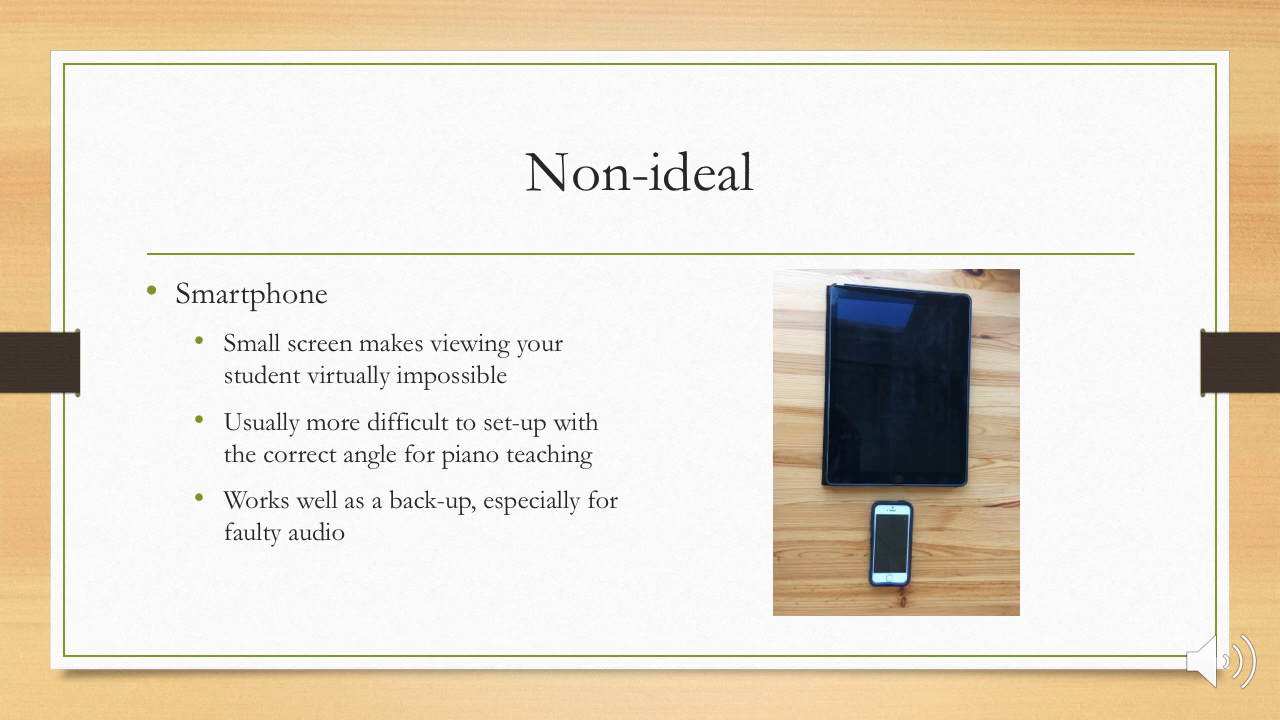 Non-ideal
Smartphone
Small screen makes viewing your
student virtually impossible
Usually more difficult to set-up with
the correct angle for piano teaching
Works well as a back-up, especially for
faulty audio